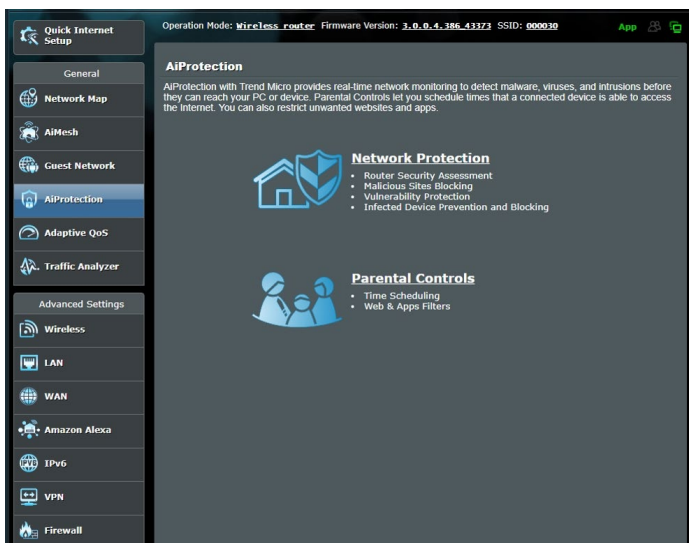 Quick Internet
Setup
Operation Mode: Wireless router Firmware Version: 3.0.0.4.386_43373 SSID: 000030
App
General
Network Map
AiMesh
Guest Network
AiProtection
Adaptive QoS
Traffic Analyzer
Advanced Settings
Wireless
LAN
WAN
Amazon Alexa
IPV6
IPv6
VPN
Firewall
AiProtection
AiProtection with Trend Micro provides real-time network monitoring to detect malware, viruses, and intrusions before
they can reach your PC or device. Parental Controls let you schedule times that a connected device is able to access
the Internet. You can also restrict unwanted websites and apps.
Network Protection
• Router Security Assessment
• Malicious Sites Blocking
• Vulnerability Protection
• Infected Device Prevention and Blocking
Parental Controls
• Time Scheduling
• Web & Apps Filters